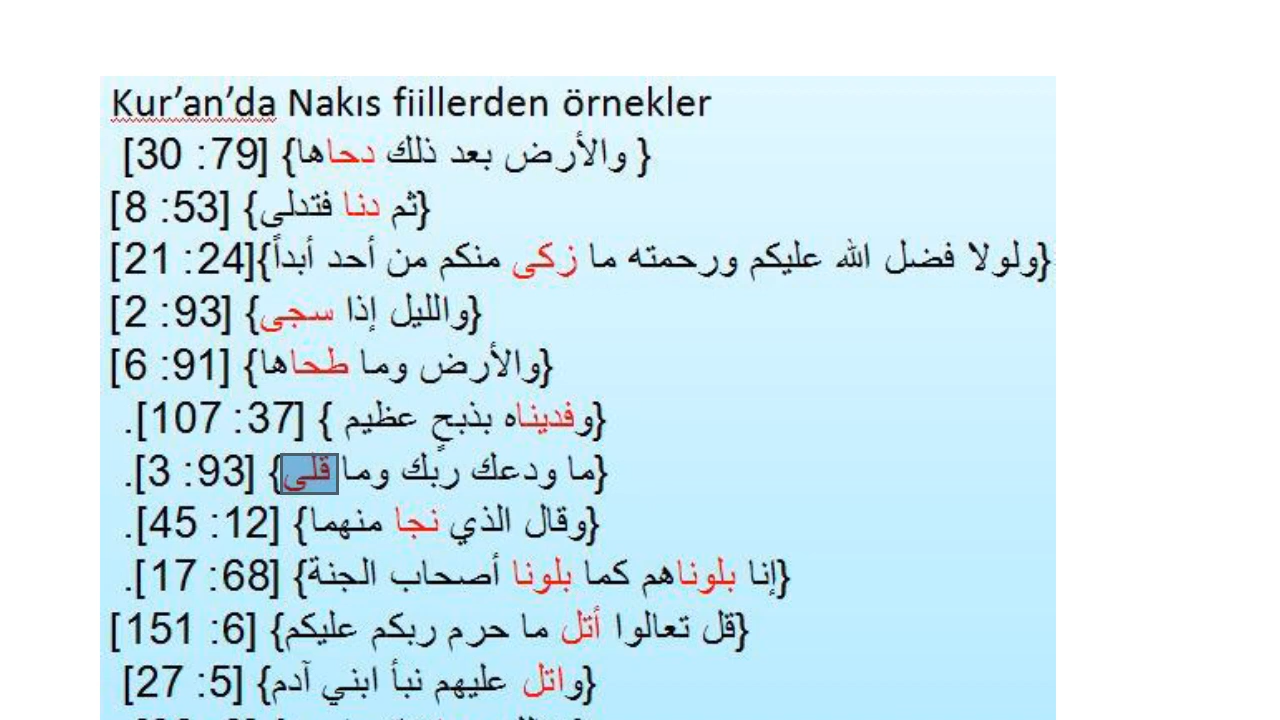 Kur'an'da Nakıs fiillerden örnekler
{ والأرض بعد ذلك دحاها} [79: 30]
{ثم دنا فتدلى} [53: 8]
{ولولا فضل الله عليكم ورحمته ما زكى منكم من أحد أبداً}[24: 21]
{والليل إذا سجى} [93: 2]
{والأرض وما طحاها} [91: 6]
{وفديناه بذبحٍ عظيم } [37: 107].
{ما ودعك ربك وما قلى} [93: 3].
{وقال الذي نجا منهما} [12: 45].
{إنا بلوناهم كما بلونا أصحاب الجنة} [68: 17].
{قل تعالوا أتل ما حرم ربكم عليكم} [6: 151]
{واتل عليهم نبأ ابني آدم} [5: 27]